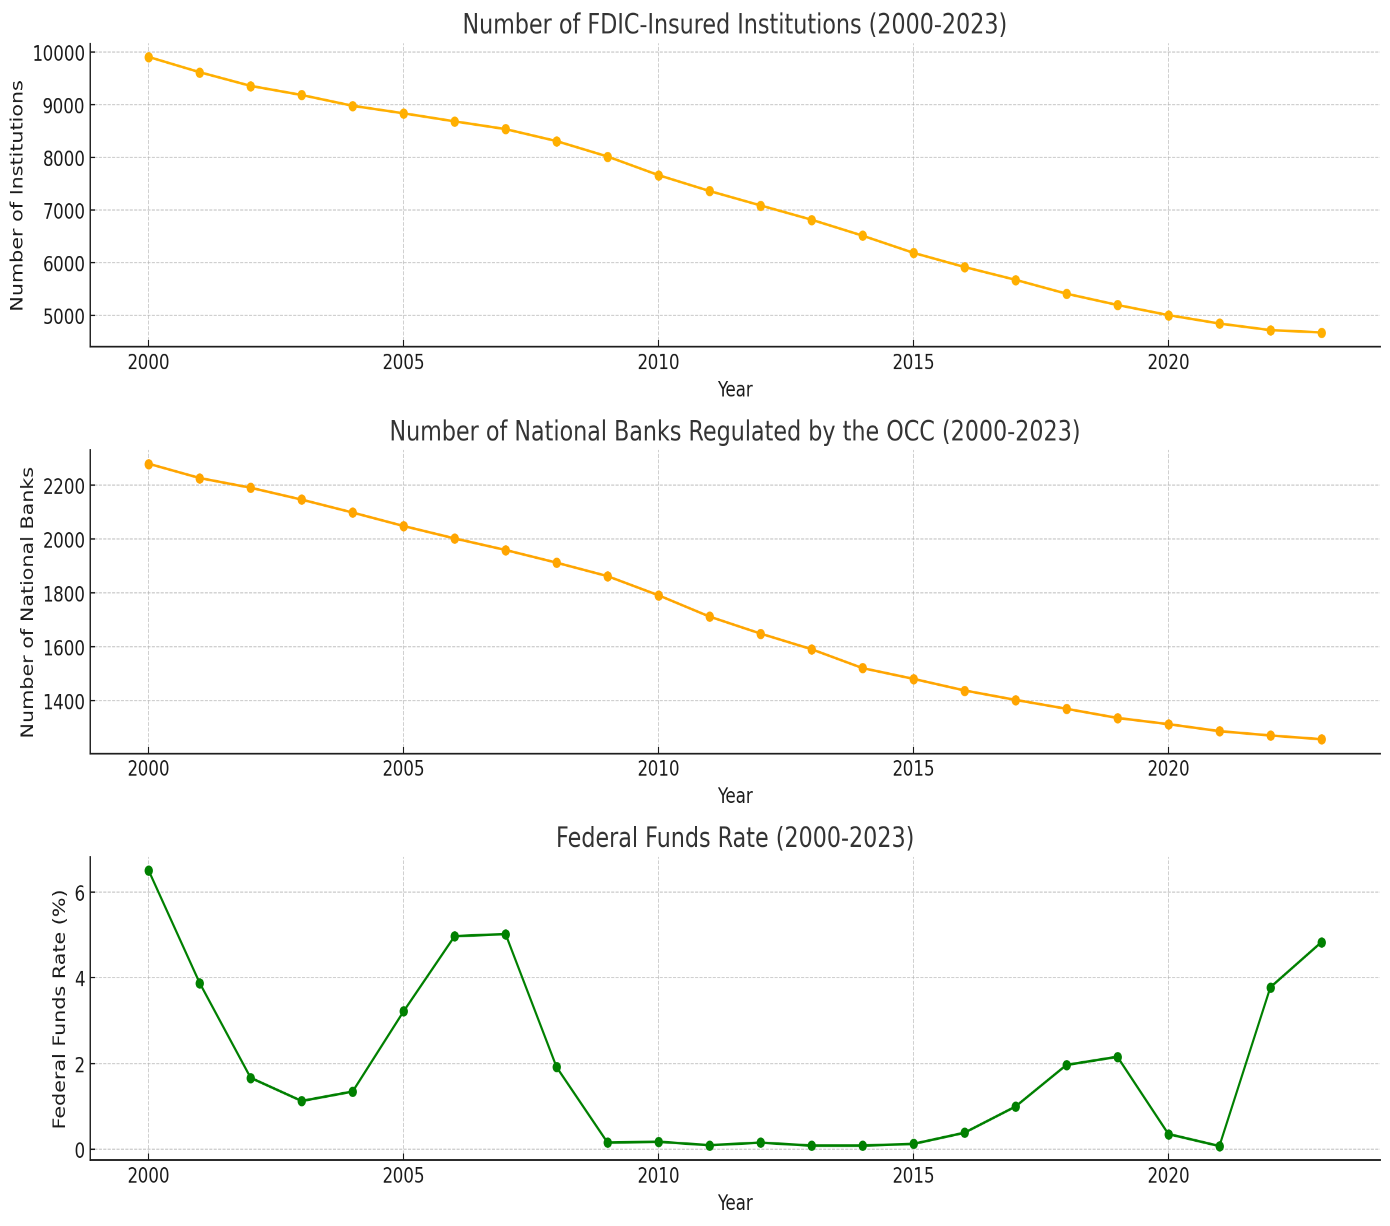 Number of FDIC-Insured Institutions (2000-2023)
Number of Institutions
10000
9000
8000
7000
6000
5000
2000 2005 2010 2015 2020
Year
Number of National Banks Regulated by the OCC (2000-2023)
Number of National Banks
2200
2000
1800
1600
1400
2000 2005 2010 2015 2020
Year
Federal Funds Rate (2000-2023)
Federal Funds Rate (%)
6
4
2
0
2000 2005 2010 2015 2020
Year